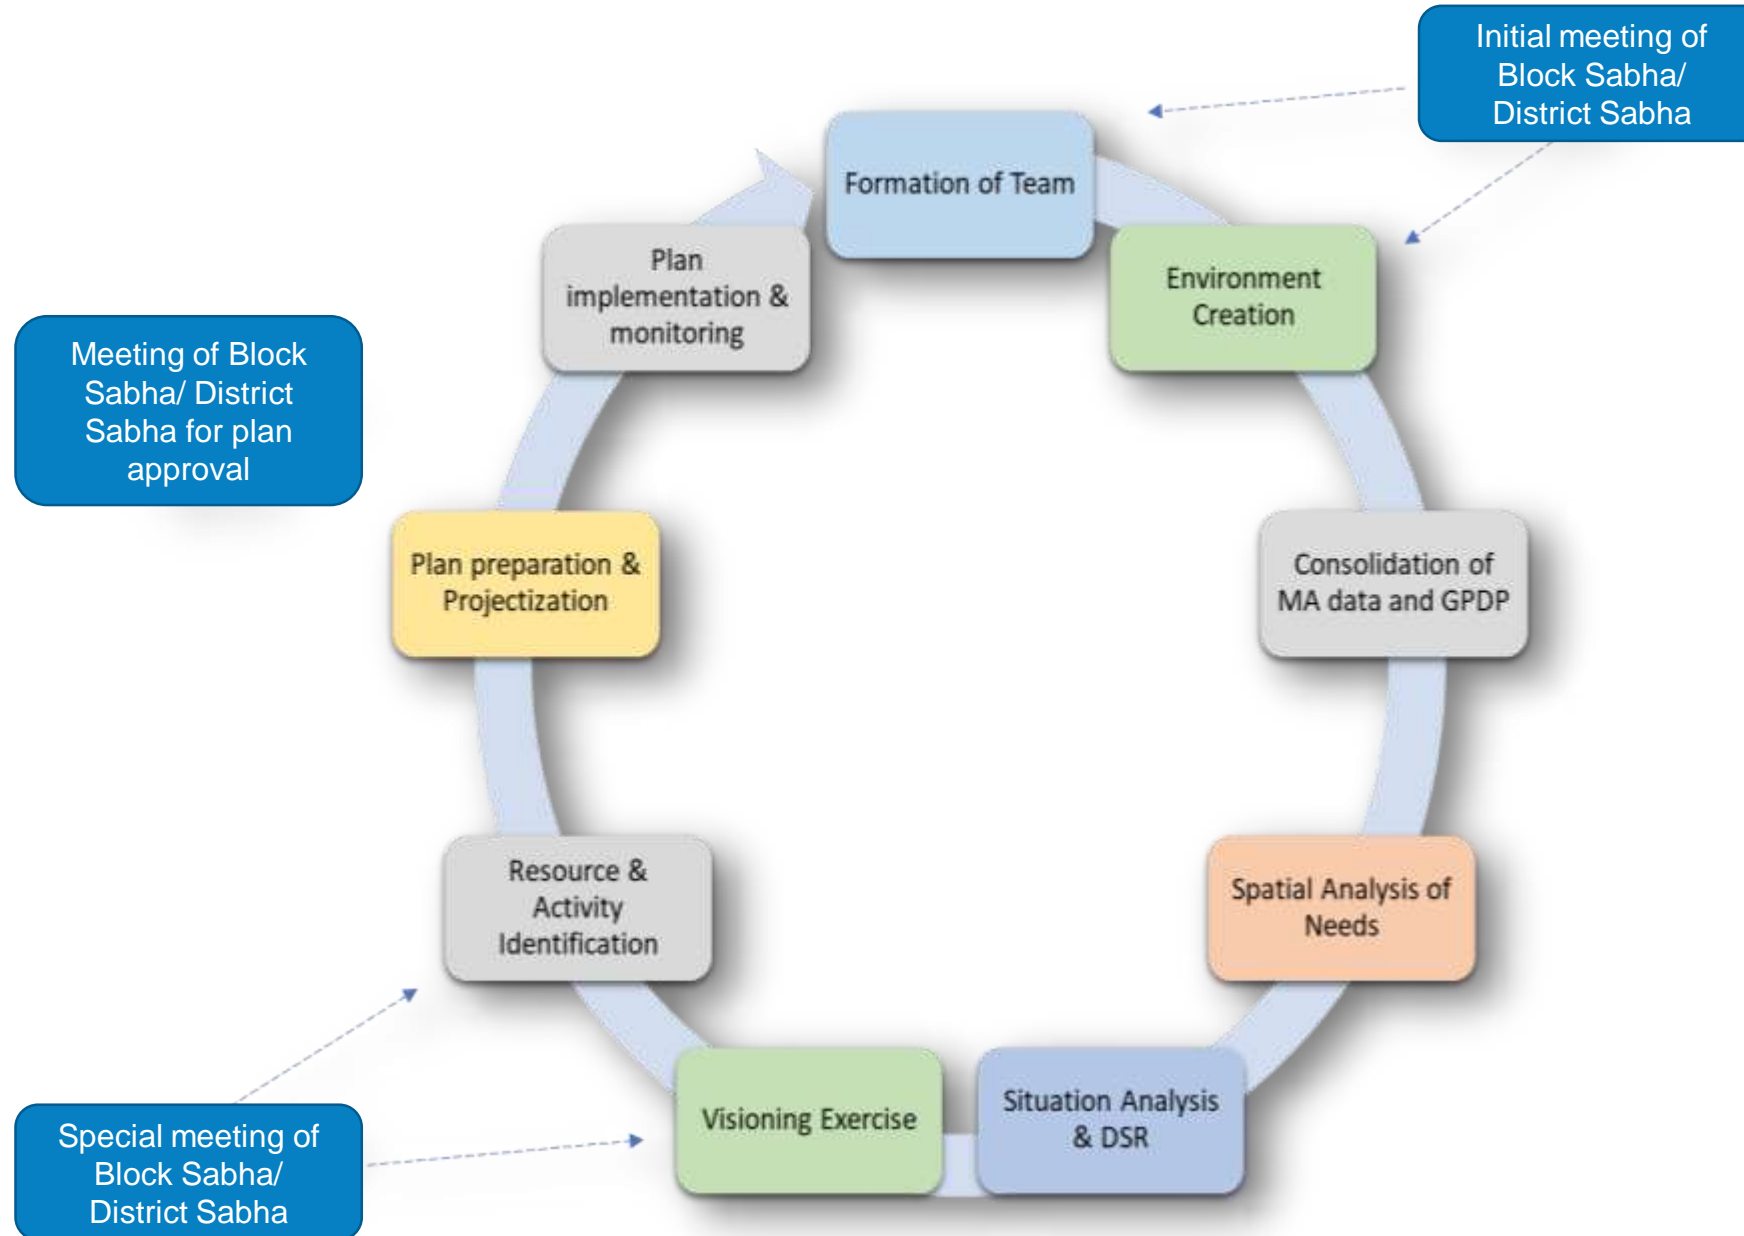 Initial meeting of
Block Sabha/
District Sabha
Formation of Team
Environment
Creation
Consolidation of
MA data and GPDP
Spatial Analysis of
Needs
Situation Analysis
& DSR
Visioning Exercise
Resource &
Activity
Identification
Plan preparation &
Projectization
Plan
implementation &
monitoring
Meeting of Block
Sabha/ District
Sabha for plan
approval
Special meeting of
Block Sabha/
District Sabha